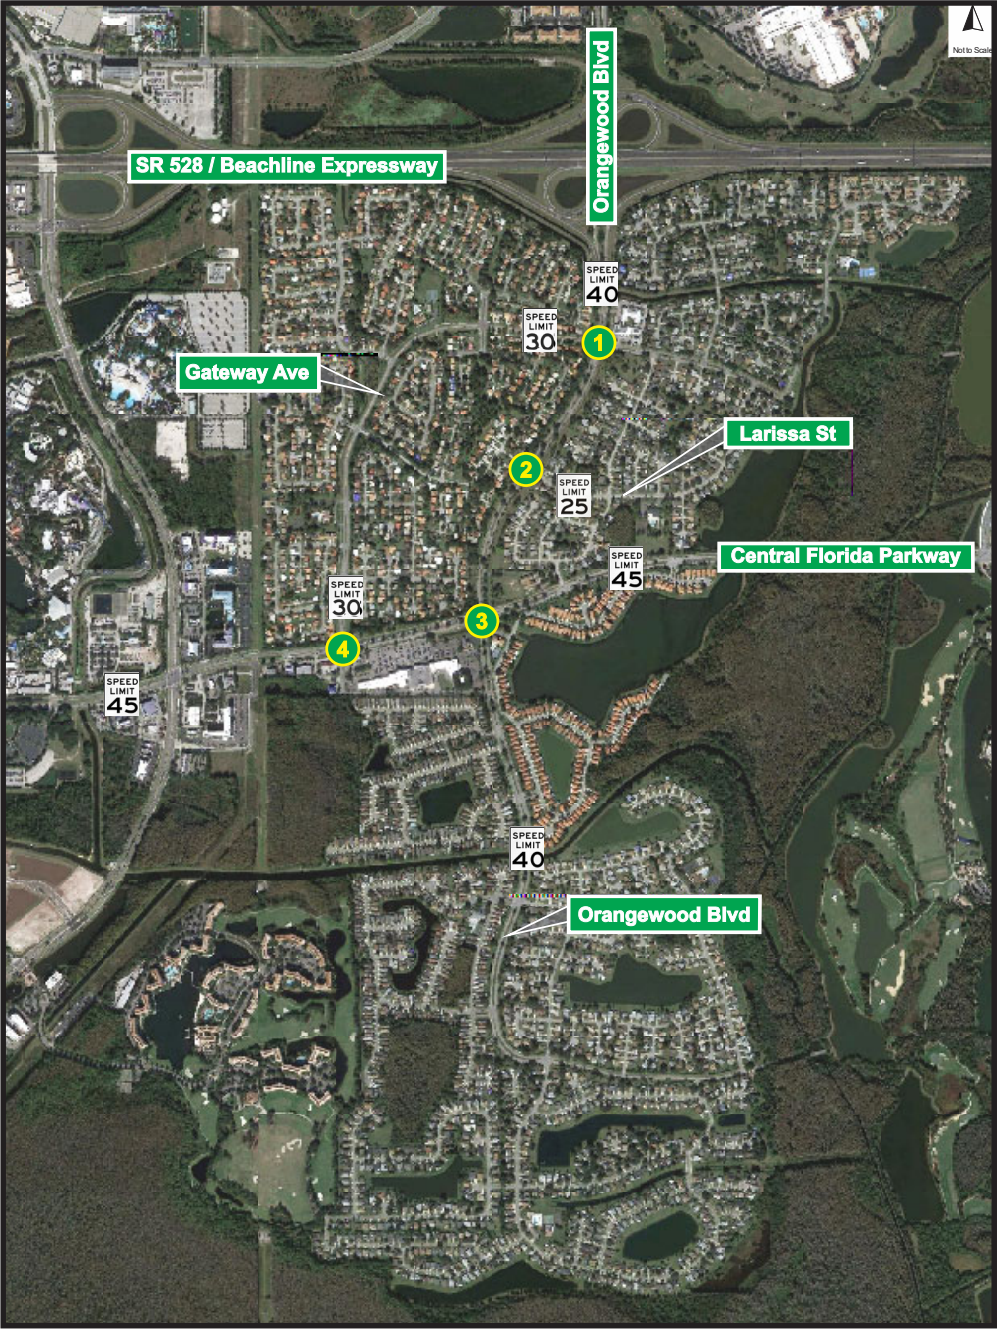 Not to Scale
Orangewood Blvd
SR 528 / Beachline Expressway
SPEED
LIMIT
40
SPEED
LIMIT
30
1
Gateway Ave
Larissa St
2
SPEED
LIMIT
25
Central Florida Parkway
SPEED
LIMIT
45
SPEED
LIMIT
30
3
4
SPEED
LIMIT
45
SPEED
LIMIT
40
Orangewood Blvd